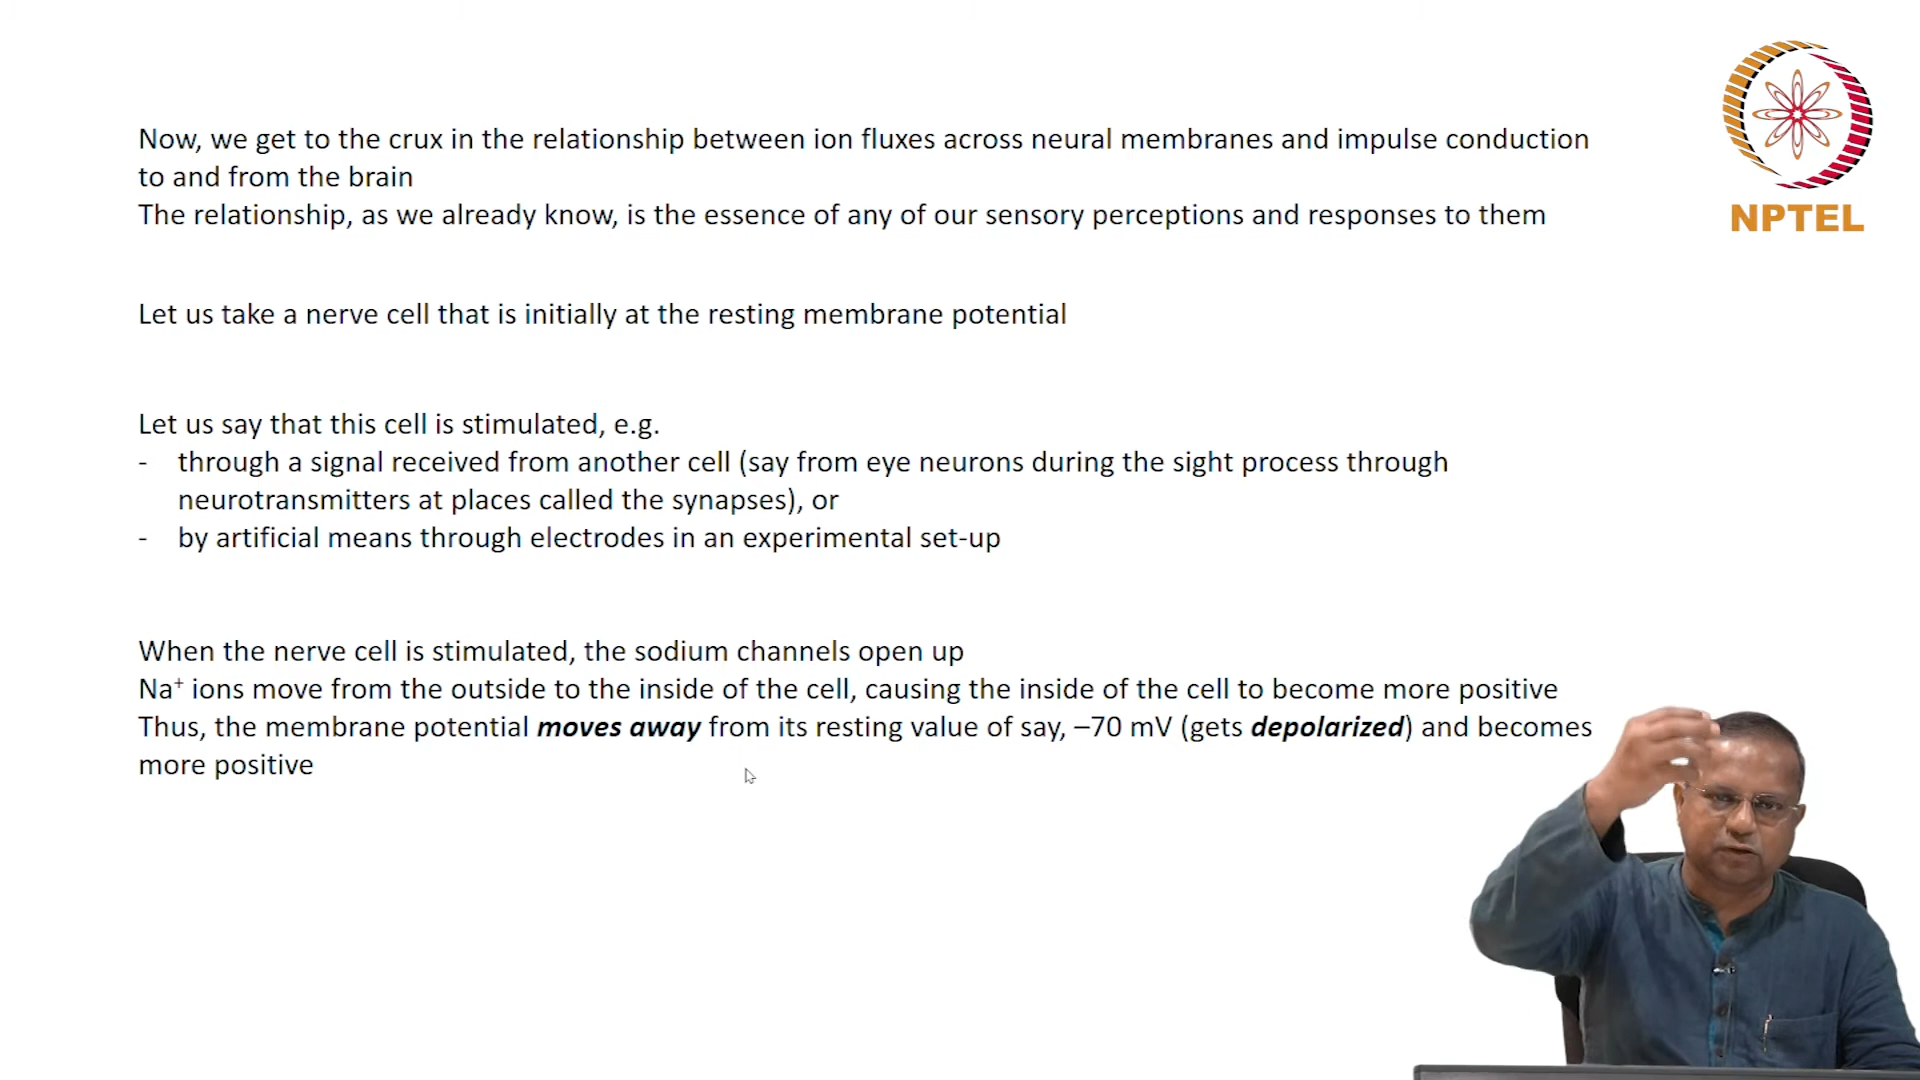 Now, we get to the crux in the relationship between ion fluxes across neural membranes and impulse conduction
to and from the brain
The relationship, as we already know, is the essence of any of our sensory perceptions and responses to them
NPTEL
Let us take a nerve cell that is initially at the resting membrane potential
Let us say that this cell is stimulated, e.g.
- through a signal received from another cell (say from eye neurons during the sight process through
neurotransmitters at places called the synapses), or
- by artificial means through electrodes in an experimental set-up
When the nerve cell is stimulated, the sodium channels open up
Na⁺ ions move from the outside to the inside of the cell, causing the inside of the cell to become more positive
Thus, the membrane potential moves away from its resting value of say, –70 mV (gets depolarized) and becomes
more positive